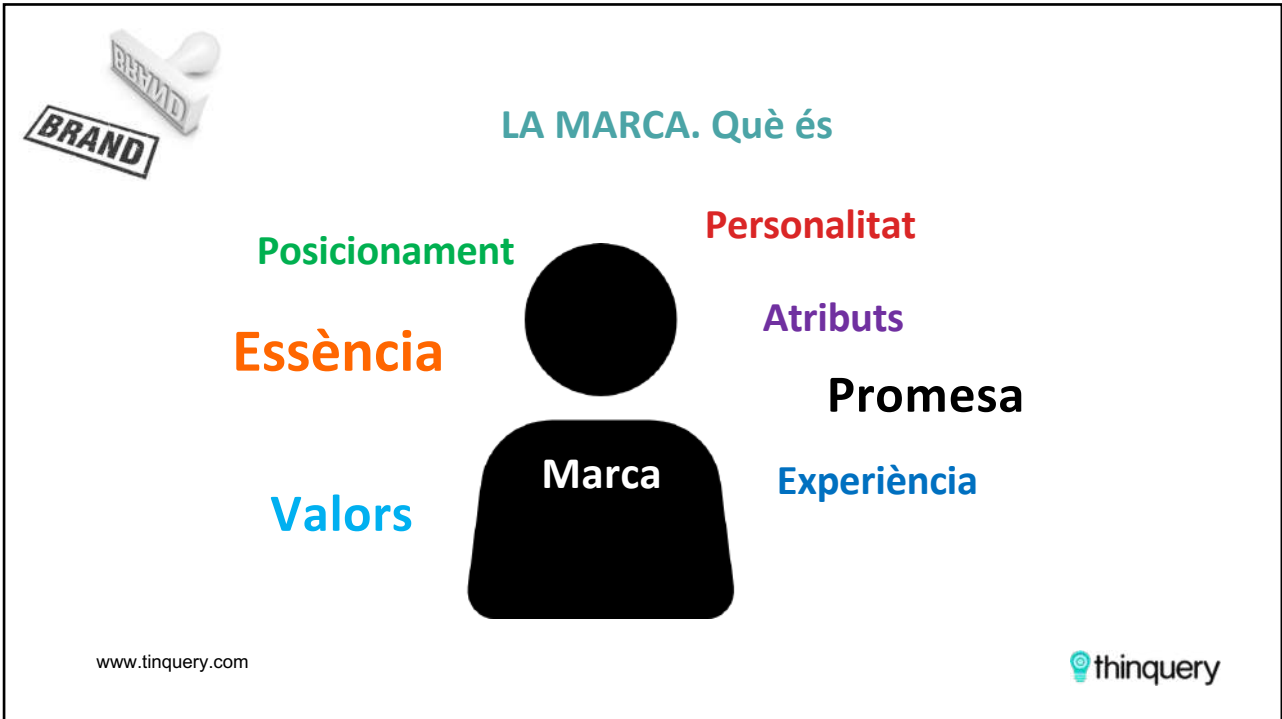 BRAND
BRAND
LA MARCA. Què és
Posicionament
Personalitat
Essència
Atributs
Promesa
Marca
Experiència
Valors
www.tinquery.com
thinquery